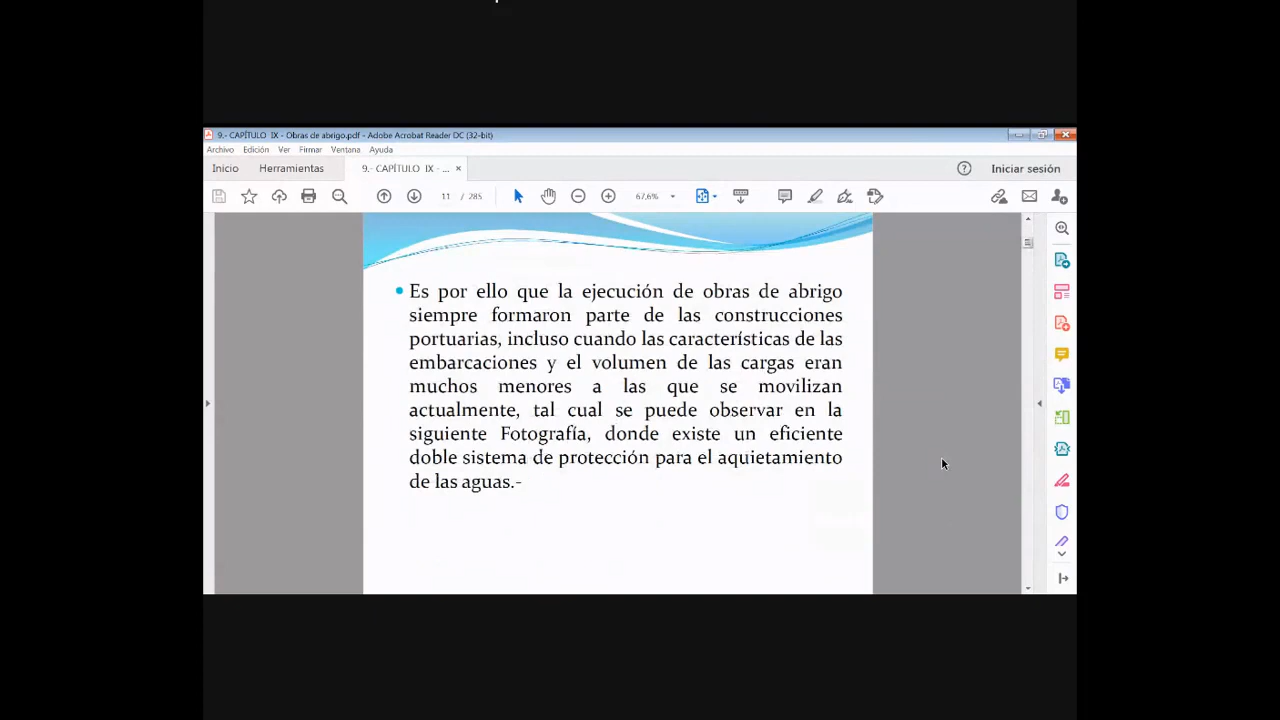 9.- CAPÍTULO IX - Obras de abrigo.pdf - Adobe Acrobat Reader DC (32-bit)
Archivo Edición Ver Firmar Ventana Ayuda
Inicio Herramientas 9.- CAPÍTULO IX - ... × Iniciar sesión
11 / 285 67,6%
• Es por ello que la ejecución de obras de abrigo
siempre formaron parte de las construcciones
portuarias, incluso cuando las características de las
embarcaciones y el volumen de las cargas eran
muchos menores a las que se movilizan
actualmente, tal cual se puede observar en la
siguiente Fotografía, donde existe un eficiente
doble sistema de protección para el aquietamiento
de las aguas.-